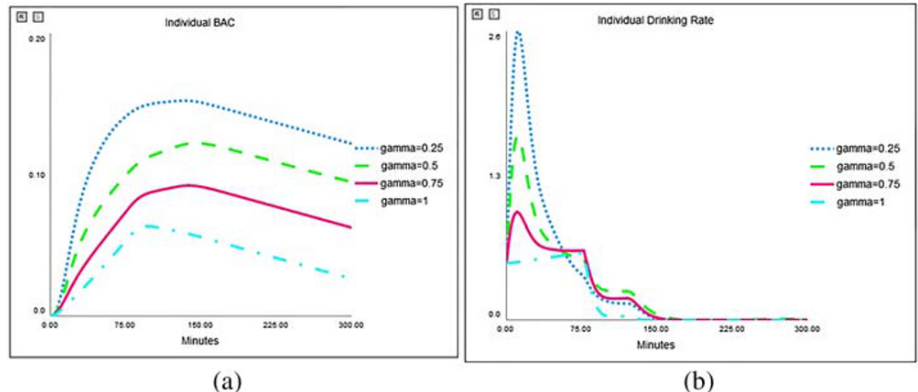 Individual BAC
0.20
0.10
0.0
0.00 75.00 150.00 225.00 300.00
Minutes
gamma=0.25
gamma=0.5
gamma=0.75
gamma=1
(a)
Individual Drinking Rate
2.6
1.3
0.0
0.00 75.00 150.00 225.00 300.00
Minutes
gamma=0.25
gamma=0.5
gamma=0.75
gamma=1
(b)